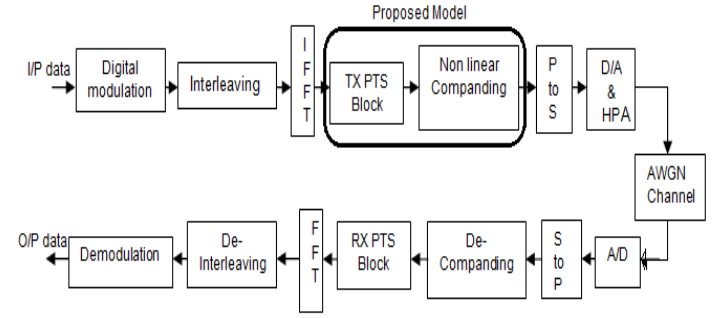 Proposed Model
I/P data
Digital
modulation
Interleaving
I
F
F
T
TX PTS
Block
Non linear
Companding
P
to
S
D/A
&
HPA
AWGN
Channel
O/P data
Demodulation
De-
Interleaving
F
F
T
RX PTS
Block
De-
Companding
S
to
P
A/D